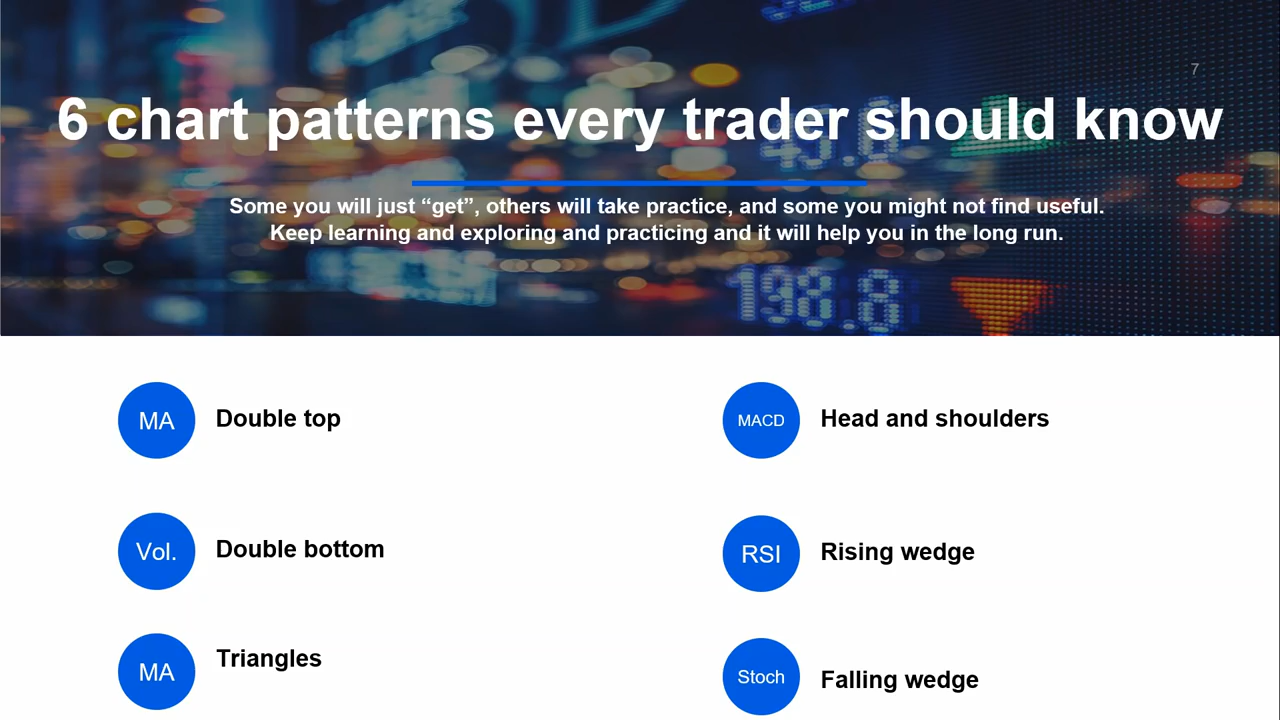 7
6 chart patterns every trader should know
Some you will just “get”, others will take practice, and some you might not find useful.
Keep learning and exploring and practicing and it will help you in the long run.
198.8
MA
Double top
MACD
Head and shoulders
Vol.
Double bottom
RSI
Rising wedge
MA
Triangles
Stoch
Falling wedge